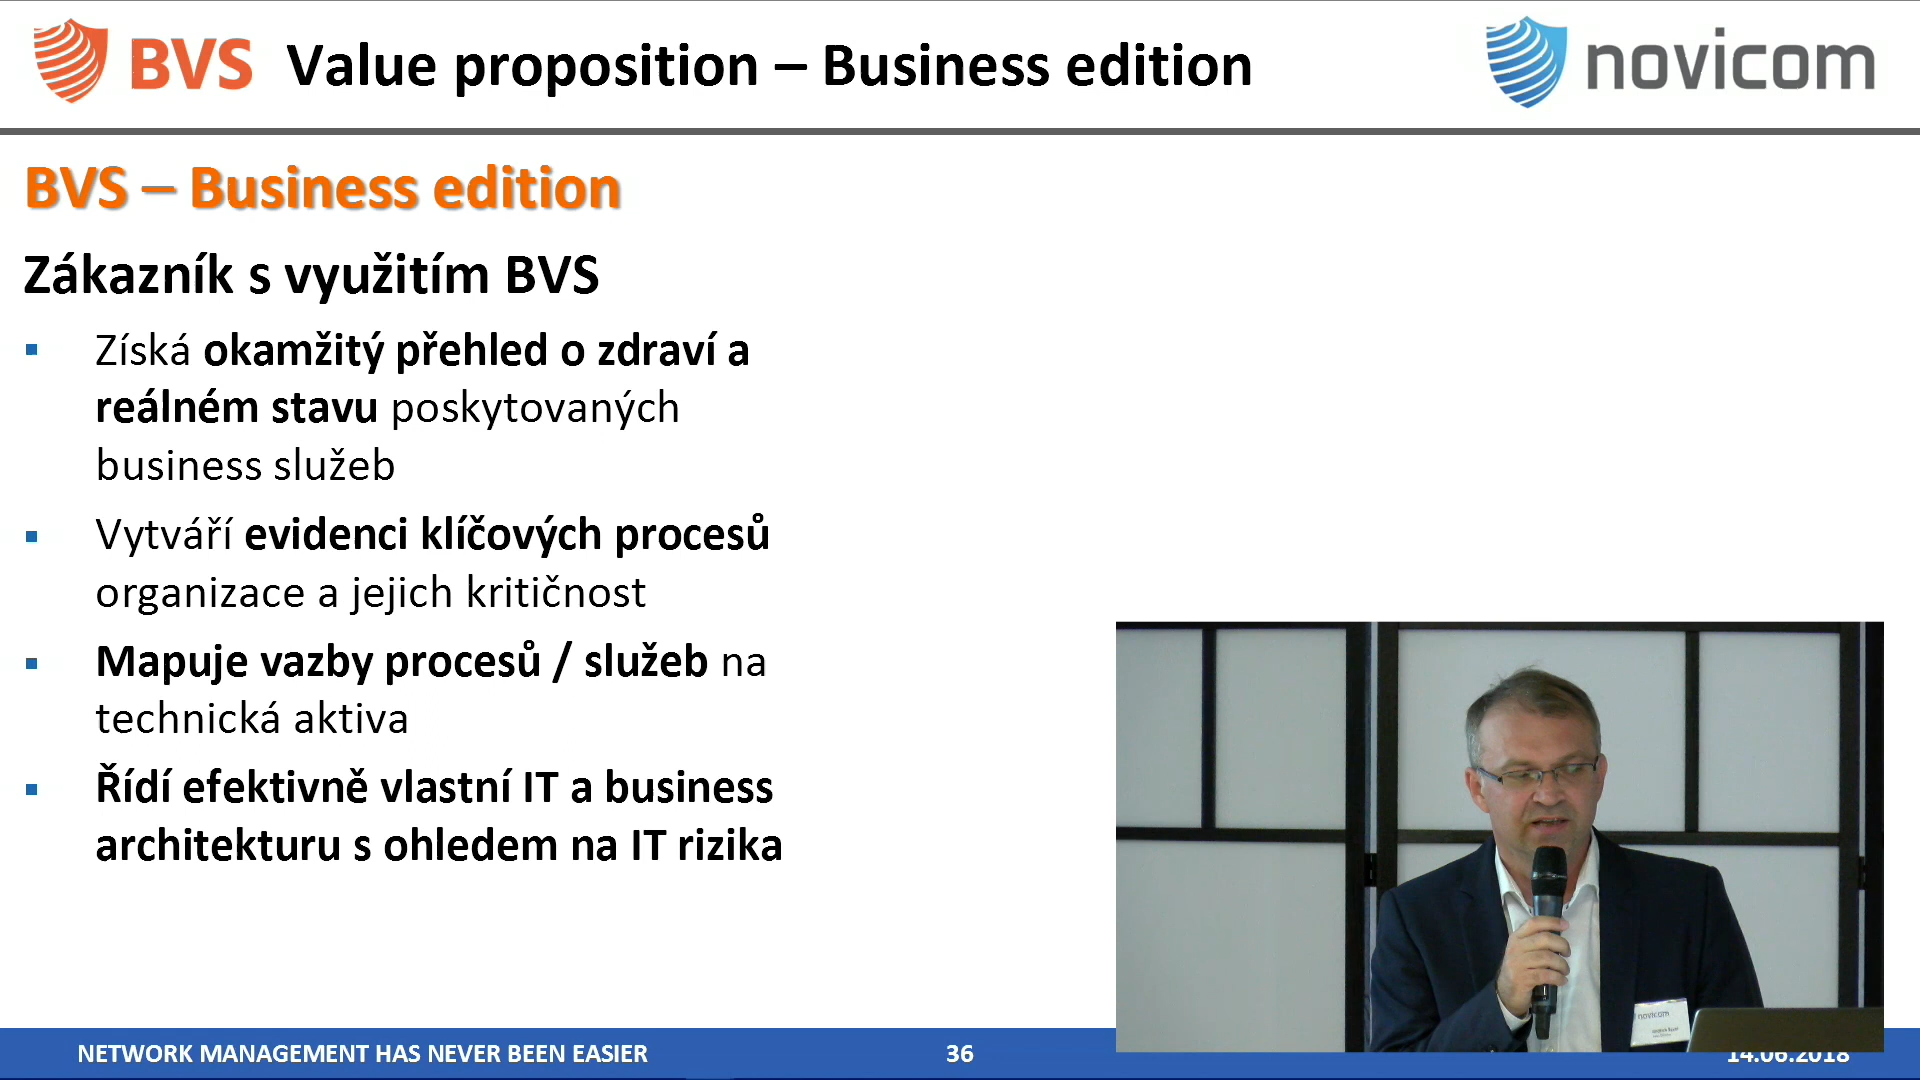 BVS Value proposition – Business edition
novicom
BVS – Business edition
Zákazník s využitím BVS
Získá okamžitý přehled o zdraví a
reálném stavu poskytovaných
business služeb
Vytváří evidenci klíčových procesů
organizace a jejich kritičnost
Mapuje vazby procesů / služeb na
technická aktiva
Řídí efektivně vlastní IT a business
architekturu s ohledem na IT rizika
novicom
NETWORK MANAGEMENT HAS NEVER BEEN EASIER
36
14.06.2018